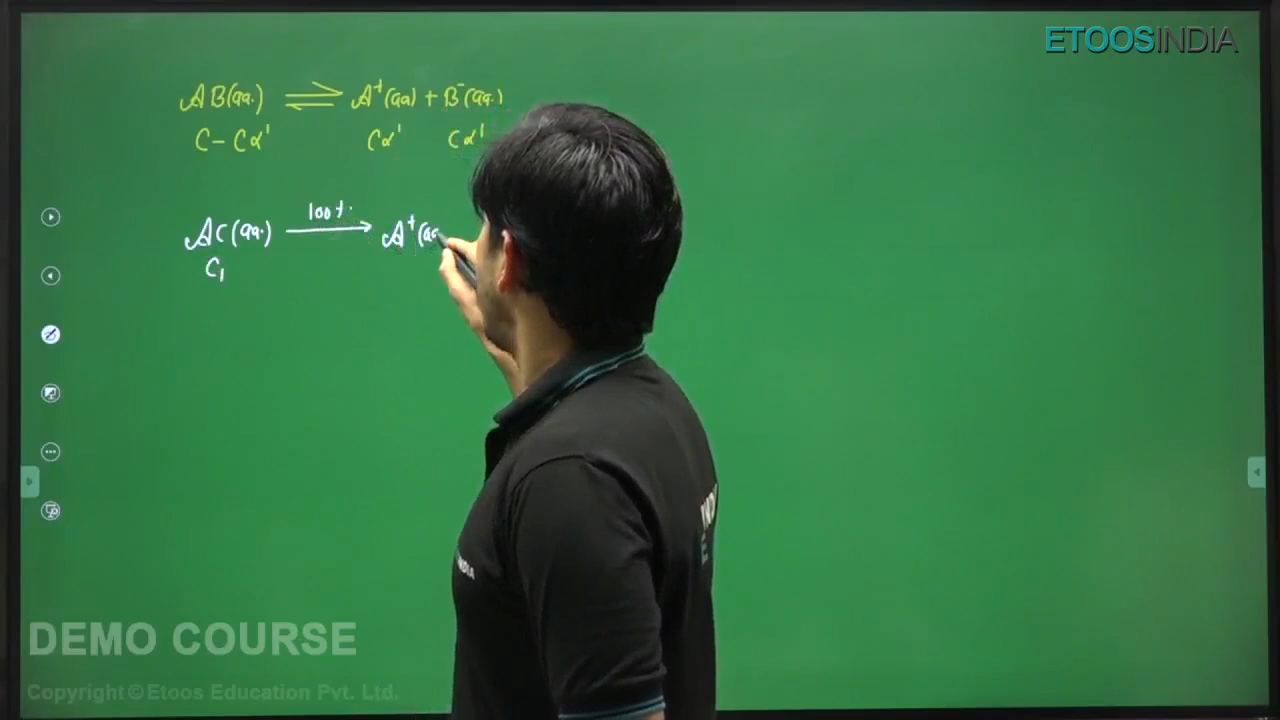 ETOOSINDIA
AB(aq.) ⇌ A⁺(aq) + B⁻(aq.)
C - Cα' Cα' Cα'
AC(aq.) 100%. → A⁺(aq
C₁
INDIA
DEMO COURSE
Copyright © Etoos Education Pvt. Ltd.